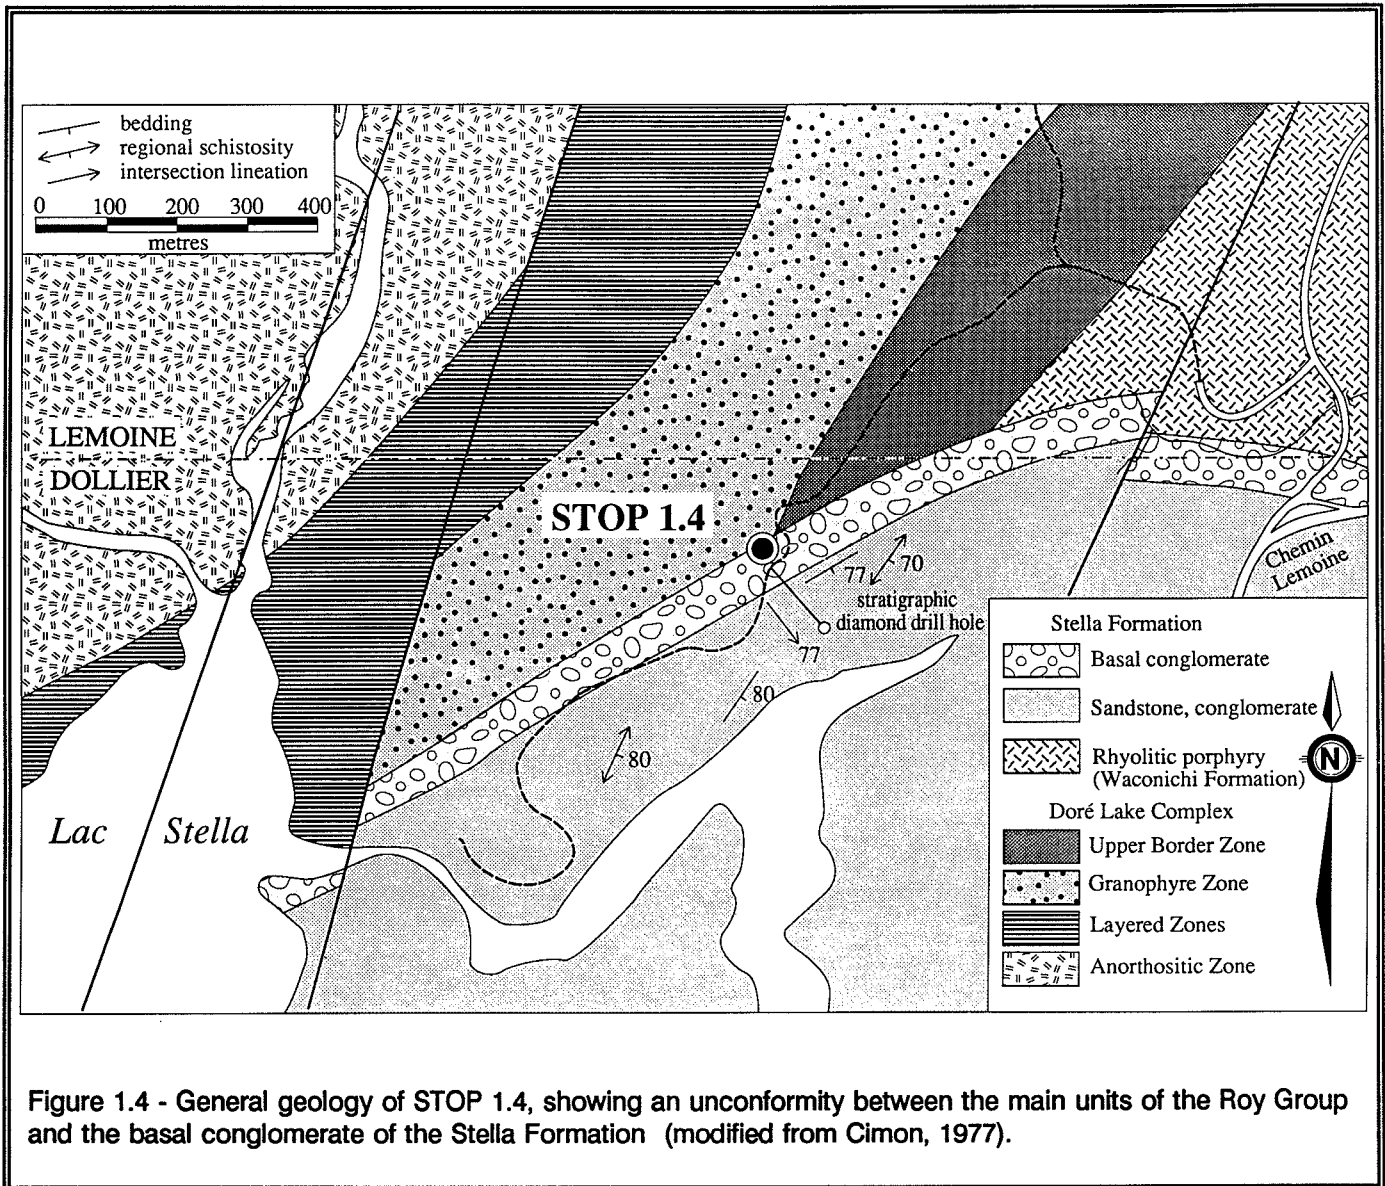 bedding
regional schistosity
intersection lineation
0 100 200 300 400
metres
LEMOINE
DOLLIER
STOP 1.4
77
70
stratigraphic
diamond drill hole
77
80
80
Chemin
Lemoine
Lac Stella
Stella Formation
Basal conglomerate
Sandstone, conglomerate
Rhyolitic porphyry
(Waconichi Formation)
N
Doré Lake Complex
Upper Border Zone
Granophyre Zone
Layered Zones
Anorthositic Zone
Figure 1.4 - General geology of STOP 1.4, showing an unconformity between the main units of the Roy Group
and the basal conglomerate of the Stella Formation (modified from Cimon, 1977).